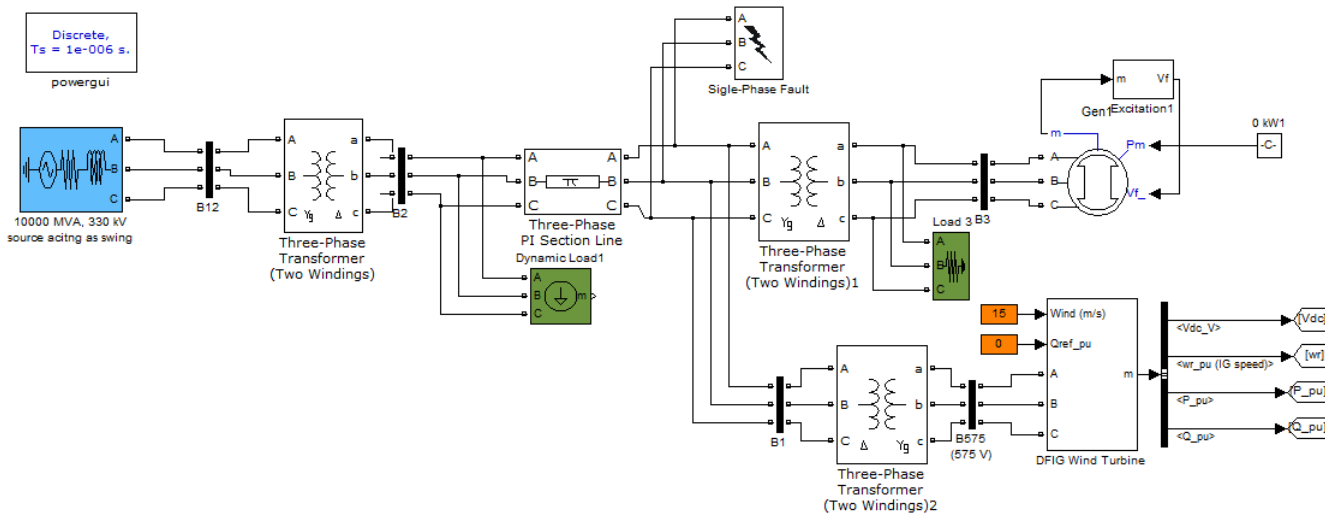 Discrete,
Ts = 1e-006 s.
powergui
A
B
C
10000 MVA, 330 kV
source acitng as swing
B12
A
B
C
a
b
c
Yg
Δ
Three-Phase
Transformer
(Two Windings)
B2
A
B
C
A
B
C
Three-Phase
PI Section Line
Dynamic Load1
A
B
C
m
A
B
C
Sigle-Phase Fault
A
B
C
a
b
c
Yg
Δ
Three-Phase
Transformer
(Two Windings)1
B3
Load 3
A
B
C
m
Vf
Gen1
Excitation1
m
Pm
Vf_
A
B
C
0 kW1
-C-
15
0
Wind (m/s)
Qref_pu
A
B
C
m
DFIG Wind Turbine
<Vdc_V>
<wr_pu (IG speed)>
<P_pu>
<Q_pu>
[Vdc]
[wr]
[P_pu]
[Q_pu]
B1
A
B
C
a
b
c
Δ
Yg
B575
(575 V)
Three-Phase
Transformer
(Two Windings)2